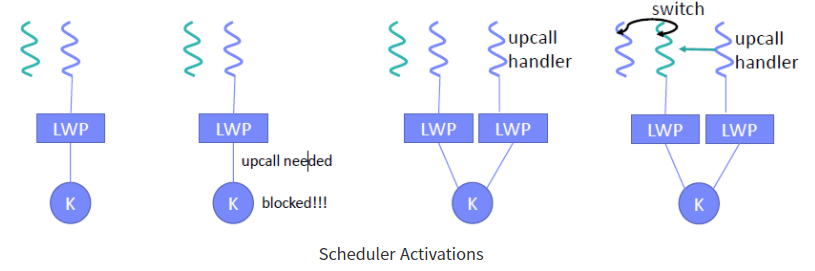 switch
upcall
handler
upcall
handler
LWP
LWP
LWP
LWP
LWP
LWP
upcall needed
K
K
blocked!!!
K
K
Scheduler Activations